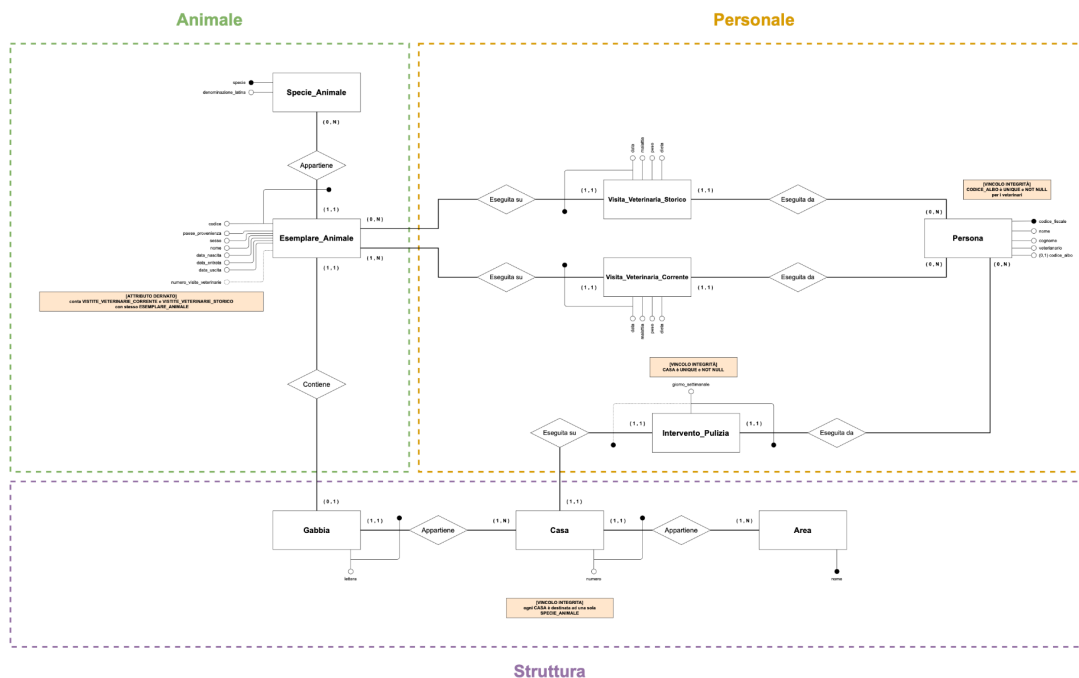 Animale
Personale
specie
denominazione_latina
Specie_Animale
(0,N)
Appartiene
(1,1)
codice
paese_provenienza
sesso
nome
data_nascita
data_entrata
data_uscita
numero_visite_veterinarie
Esemplare_Animale
(0,N)
(1,N)
(1,1)
[ATTRIBUTO DERIVATO]
conta VISTITE_VETERINARIE_CORRENTE e VISTITE_VETERINARIE_STORICO
con stesso ESEMPLARE_ANIMALE
Contiene
data
malattia
peso
dieta
Eseguita su
(1,1)
Visita_Veterinaria_Storico
(1,1)
Eseguita da
(0,N)
Eseguita su
(1,1)
Visita_Veterinaria_Corrente
(1,1)
Eseguita da
(0,N)
data
malattia
peso
dieta
[VINCOLO INTEGRITÀ]
CODICE_ALBO è UNIQUE e NOT NULL
per i veterinari
Persona
codice_fiscale
nome
cognome
veterianrio
(0,1) codice_albo
(0,N)
[VINCOLO INTEGRITÀ]
CASA è UNIQUE e NOT NULL
giorno_settimanale
Eseguita su
(1,1)
Intervento_Pulizia
(1,1)
Eseguita da
(0,1)
Gabbia
(1,1)
lettera
Appartiene
(1,N)
(1,1)
Casa
(1,1)
numero
Appartiene
(1,N)
Area
nome
[VINCOLO INTEGRITÀ]
ogni CASA è destinata ad una sola
SPECIE_ANIMALE
Struttura